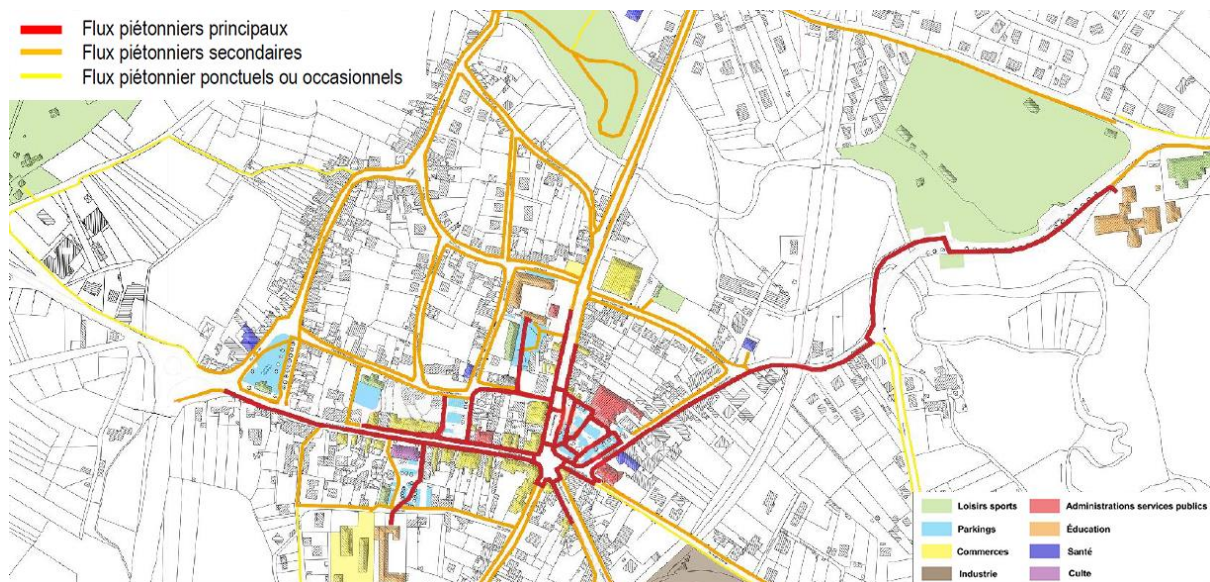 Flux piétonniers principaux
Flux piétonniers secondaires
Flux piétonnier ponctuels ou occasionnels
Loisirs sports
Administrations services publics
Parkings
Éducation
Commerces
Santé
Industrie
Culte